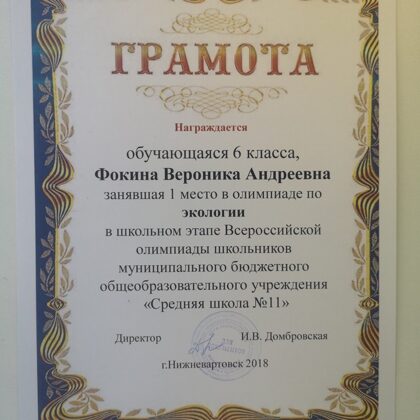 ГРАМОТА
Награждается
обучающаяся 6 класса,
Фокина Вероника Андреевна
занявшая 1 место в олимпиаде по
экологии
в школьном этапе Всероссийской
олимпиады школьников
муниципального бюджетного
общеобразовательного учреждения
«Средняя школа №11»
Директор И.В. Домбровская
г.Нижневартовск 2018